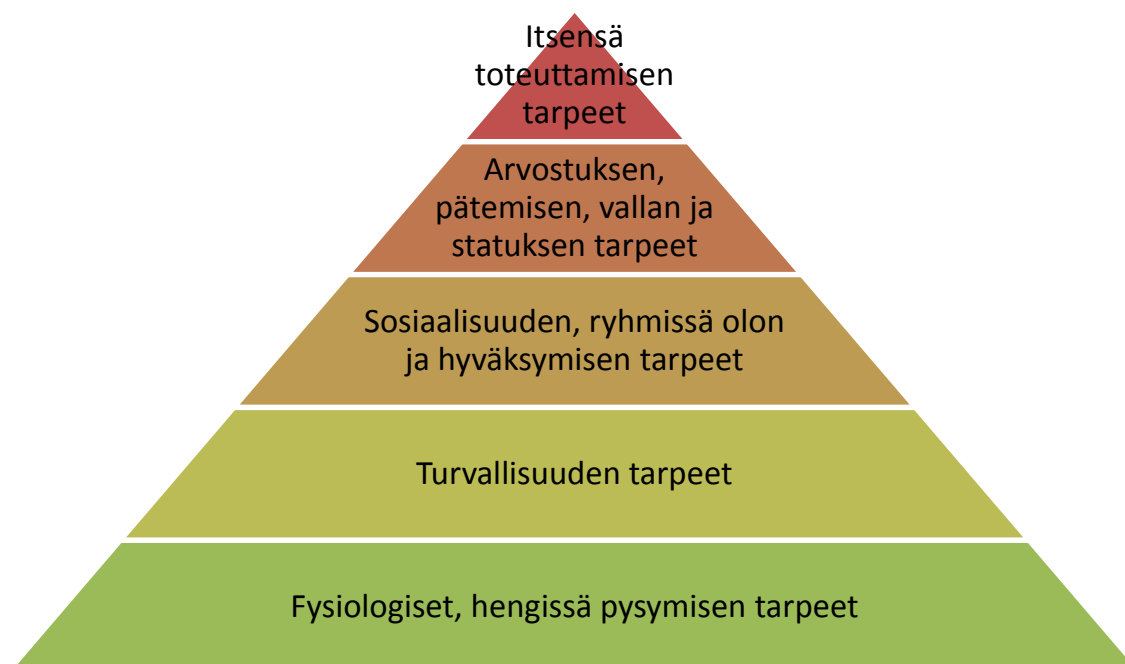 Itsensä
toteuttamisen
tarpeet
Arvostuksen,
pätemisen, vallan ja
statuksen tarpeet
Sosiaalisuuden, ryhmissä olon
ja hyväksymisen tarpeet
Turvallisuuden tarpeet
Fysiologiset, hengissä pysymisen tarpeet